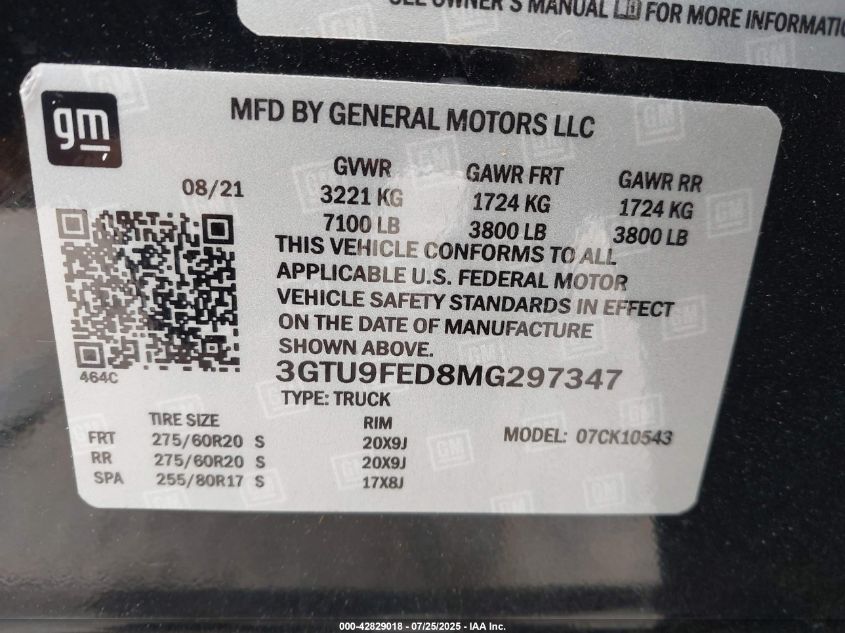 SEE OWNER'S MANUAL FOR MORE INFORMATIO
gm
MFD BY GENERAL MOTORS LLC
08/21
GVWR GAWR FRT GAWR RR
3221 KG 1724 KG 1724 KG
7100 LB 3800 LB 3800 LB
THIS VEHICLE CONFORMS TO ALL
APPLICABLE U.S. FEDERAL MOTOR
VEHICLE SAFETY STANDARDS IN EFFECT
ON THE DATE OF MANUFACTURE
SHOWN ABOVE.
464C
3GTU9FED8MG297347
TYPE: TRUCK
TIRE SIZE RIM
FRT 275/60R20 S 20X9J MODEL: 07CK10543
RR 275/60R20 S 20X9J
SPA 255/80R17 S 17X8J
000-42829018 - 07/25/2025 - IAA Inc.